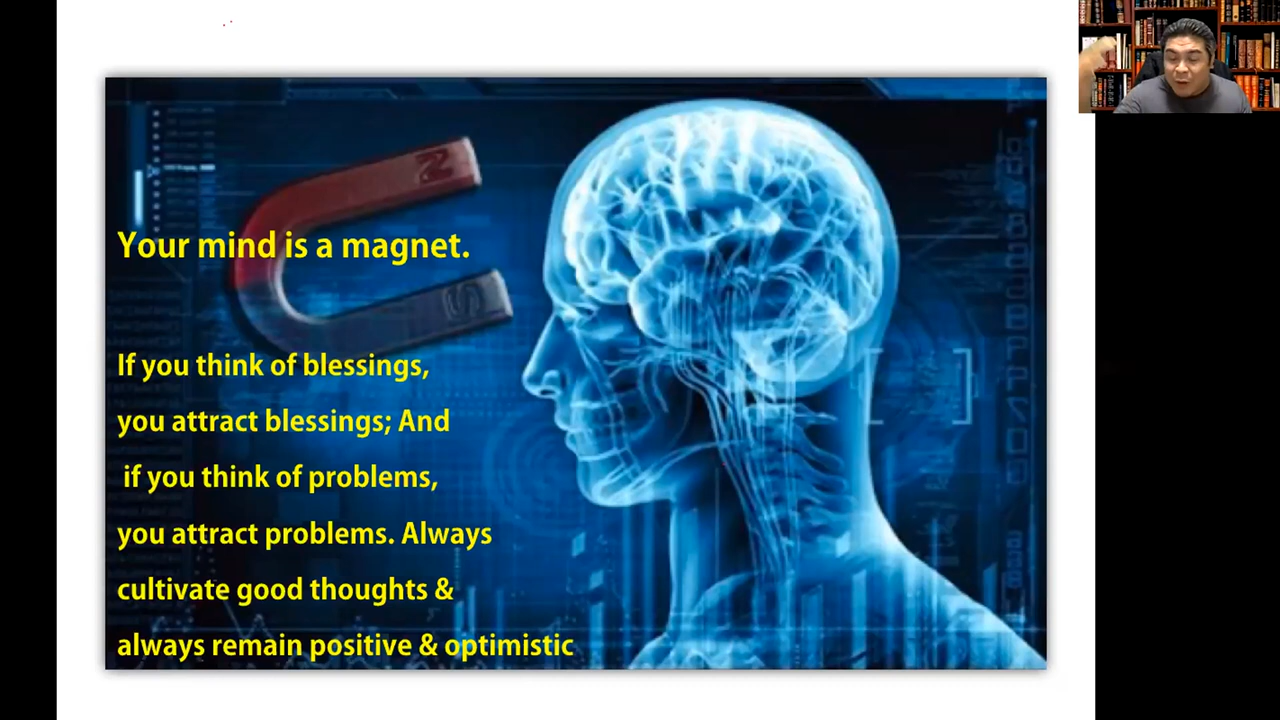 N
Your mind is a magnet.
S
If you think of blessings,
you attract blessings; And
if you think of problems,
you attract problems. Always
cultivate good thoughts &
always remain positive & optimistic